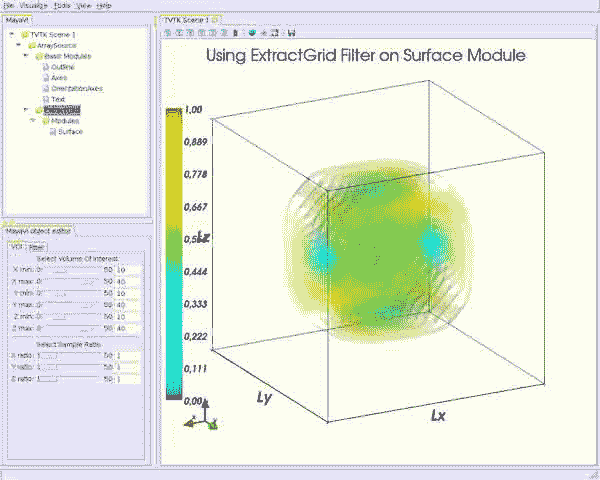 File Visualize Tools View Help
Mayavi
TVTK Scene 1
TVTK Scene 1
ArraySource
Basic Modules
Outline
Axes
OrientationAxes
Text
ExtractGrid
Modules
Surface
Using ExtractGrid Filter on Surface Module
1,00
0,889
0,778
0,667
0,444
0,333
0,222
0,111
0,00
Lz
Ly
Lx
Mayavi object editor
VOI Filter
Select Volume Of Interest
X min: 0 50 10
X max: 0 50 40
Y min: 0 50 10
Y max: 0 50 40
Z min: 0 50 10
Z max: 0 50 40
Select Sample Ratio
X ratio: 1 50 1
Y ratio: 1 50 1
Z ratio: 1 50 1